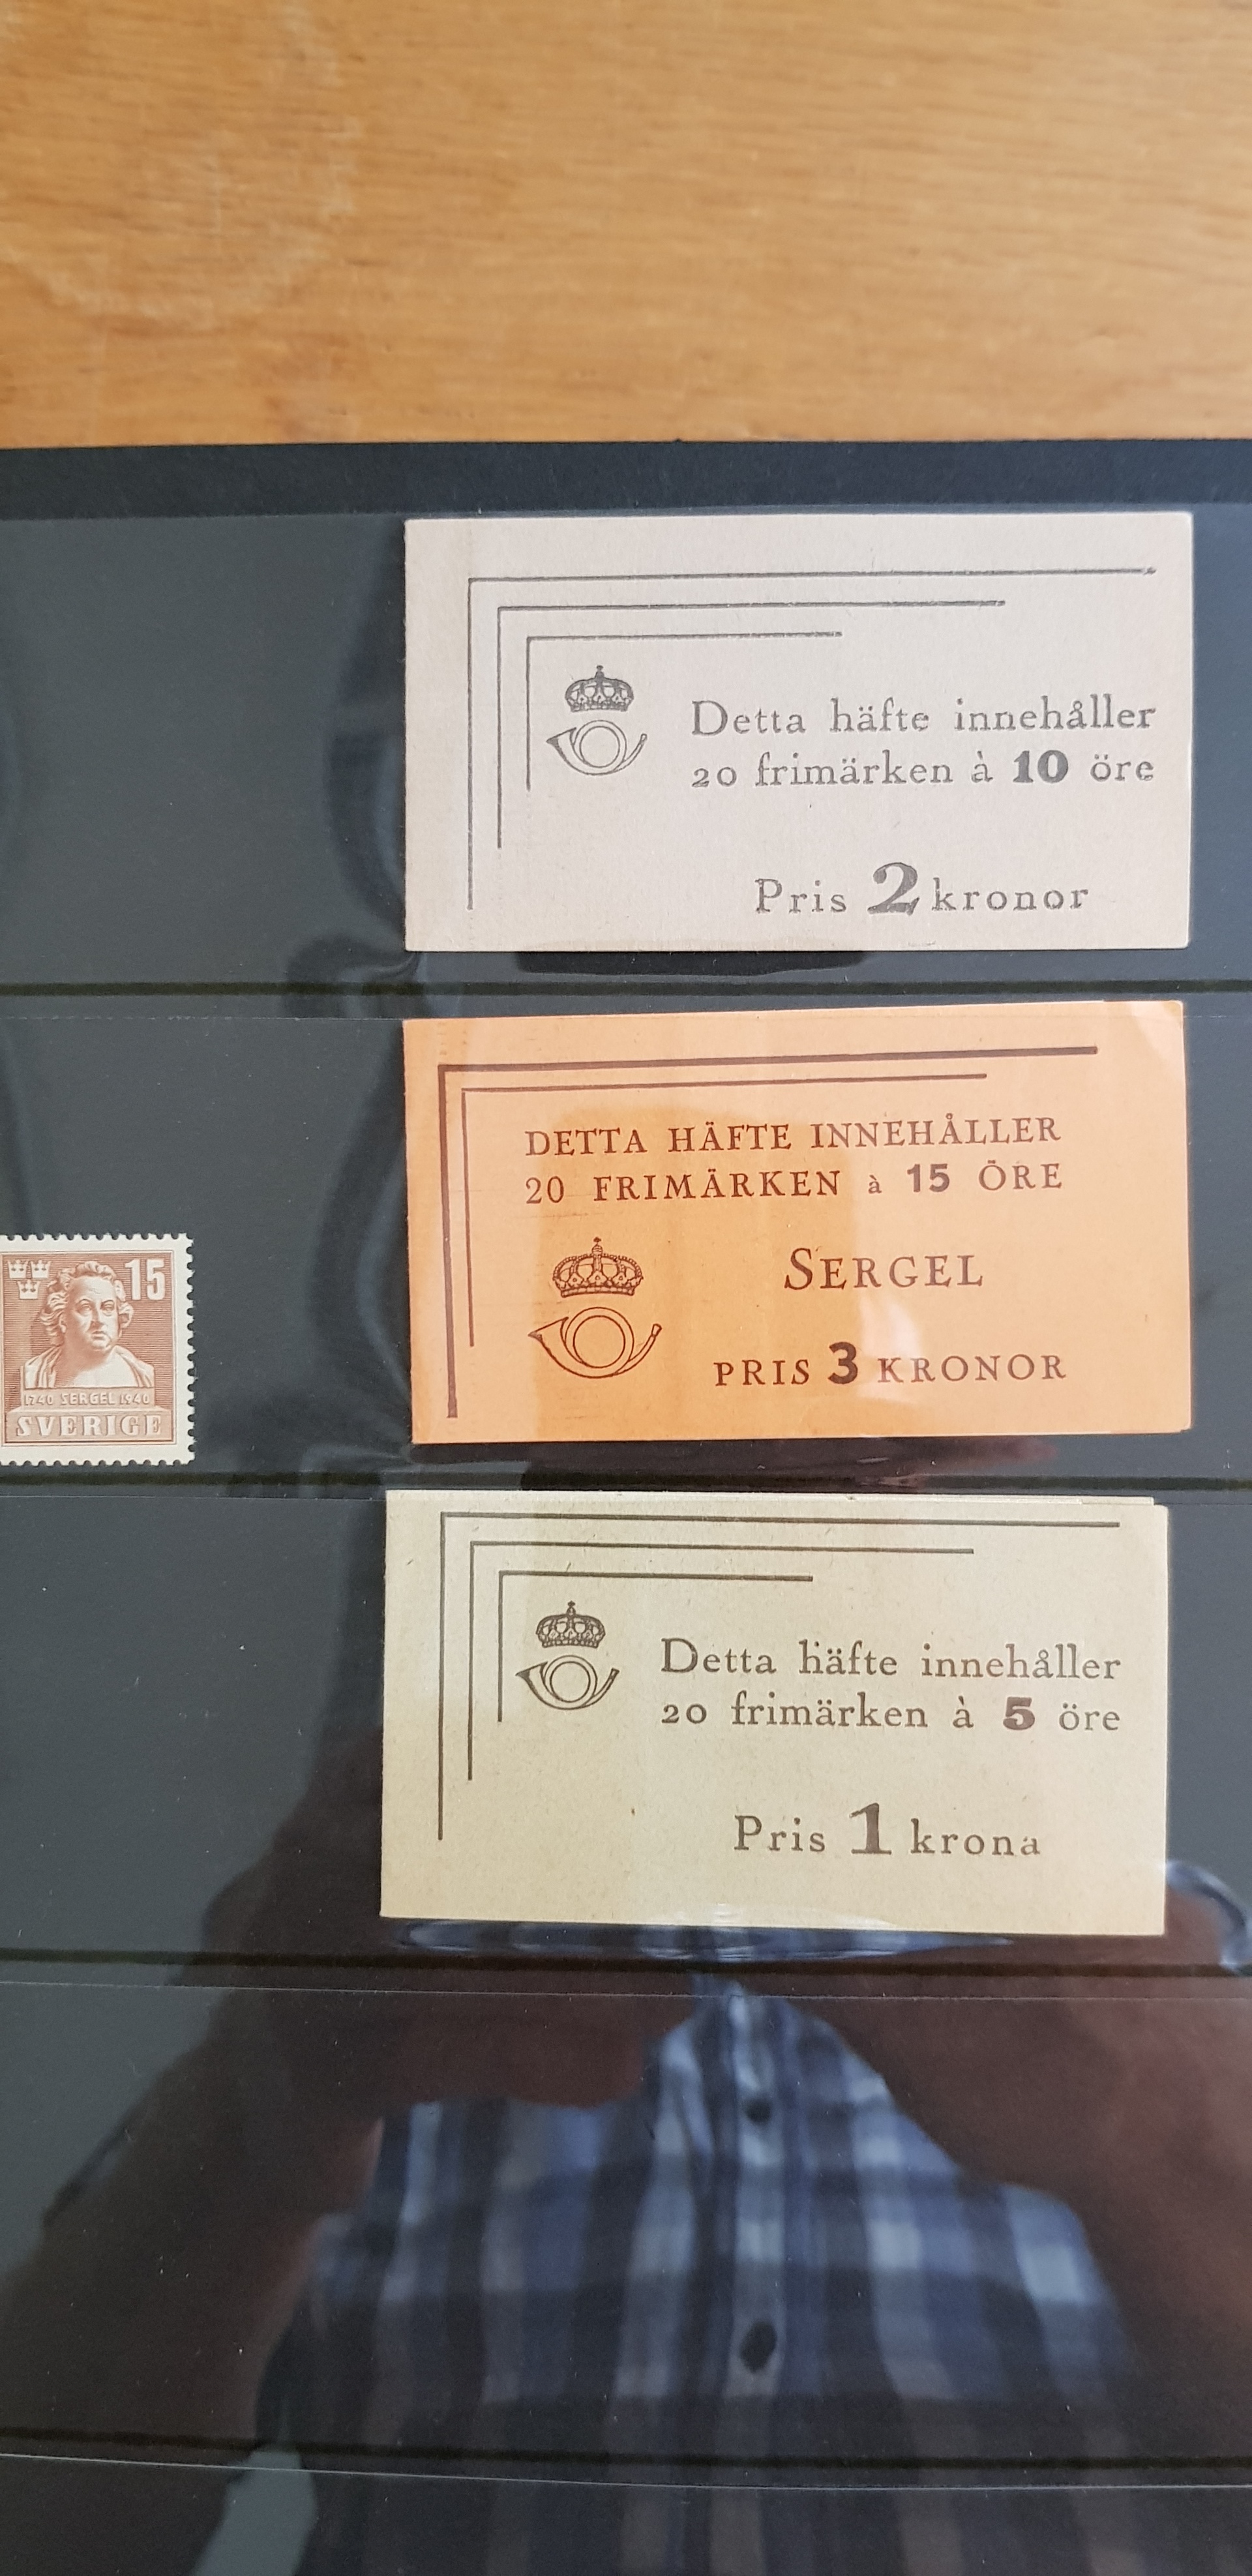 Detta häfte innehåller
20 frimärken à 10 öre
Pris 2 kronor
DETTA HÄFTE INNEHÅLLER
20 FRIMÄRKEN à 15 ÖRE
SERGEL
PRIS 3 KRONOR
15
1740 SERGEL 1940
SVERIGE
Detta häfte innehåller
20 frimärken à 5 öre
Pris 1 krona